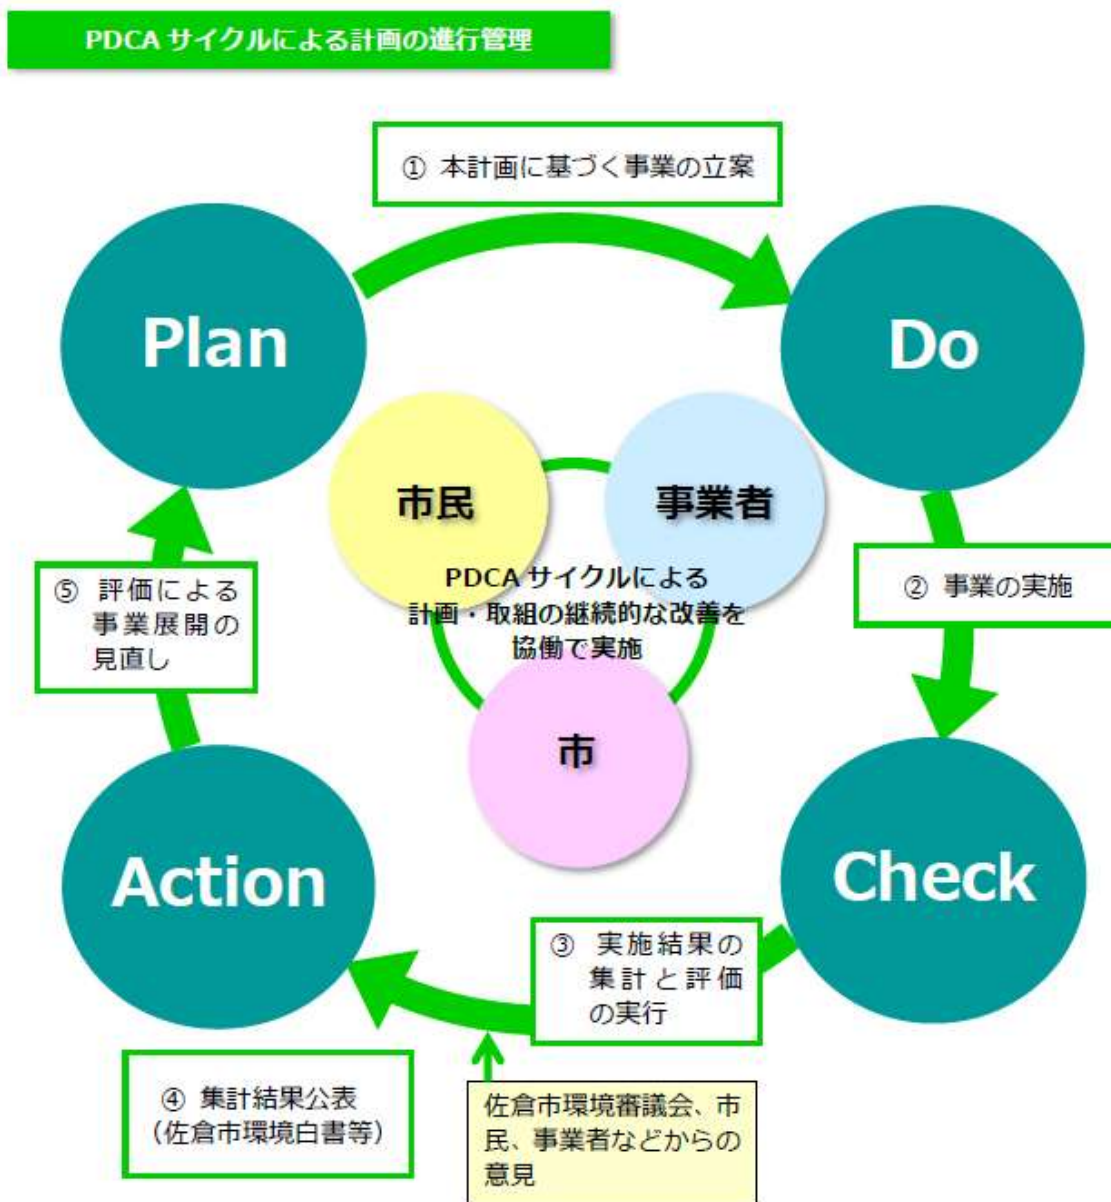 PDCA サイクルによる計画の進行管理
① 本計画に基づく事業の立案
Plan
Do
市民
事業者
PDCA サイクルによる
計画・取組の継続的な改善を
協働で実施
市
② 事業の実施
⑤ 評価による
事業展開の
見直し
Action
Check
③ 実施結果の
集計と評価
の実行
④ 集計結果公表
（佐倉市環境白書等）
佐倉市環境審議会、市
民、事業者などからの
意見